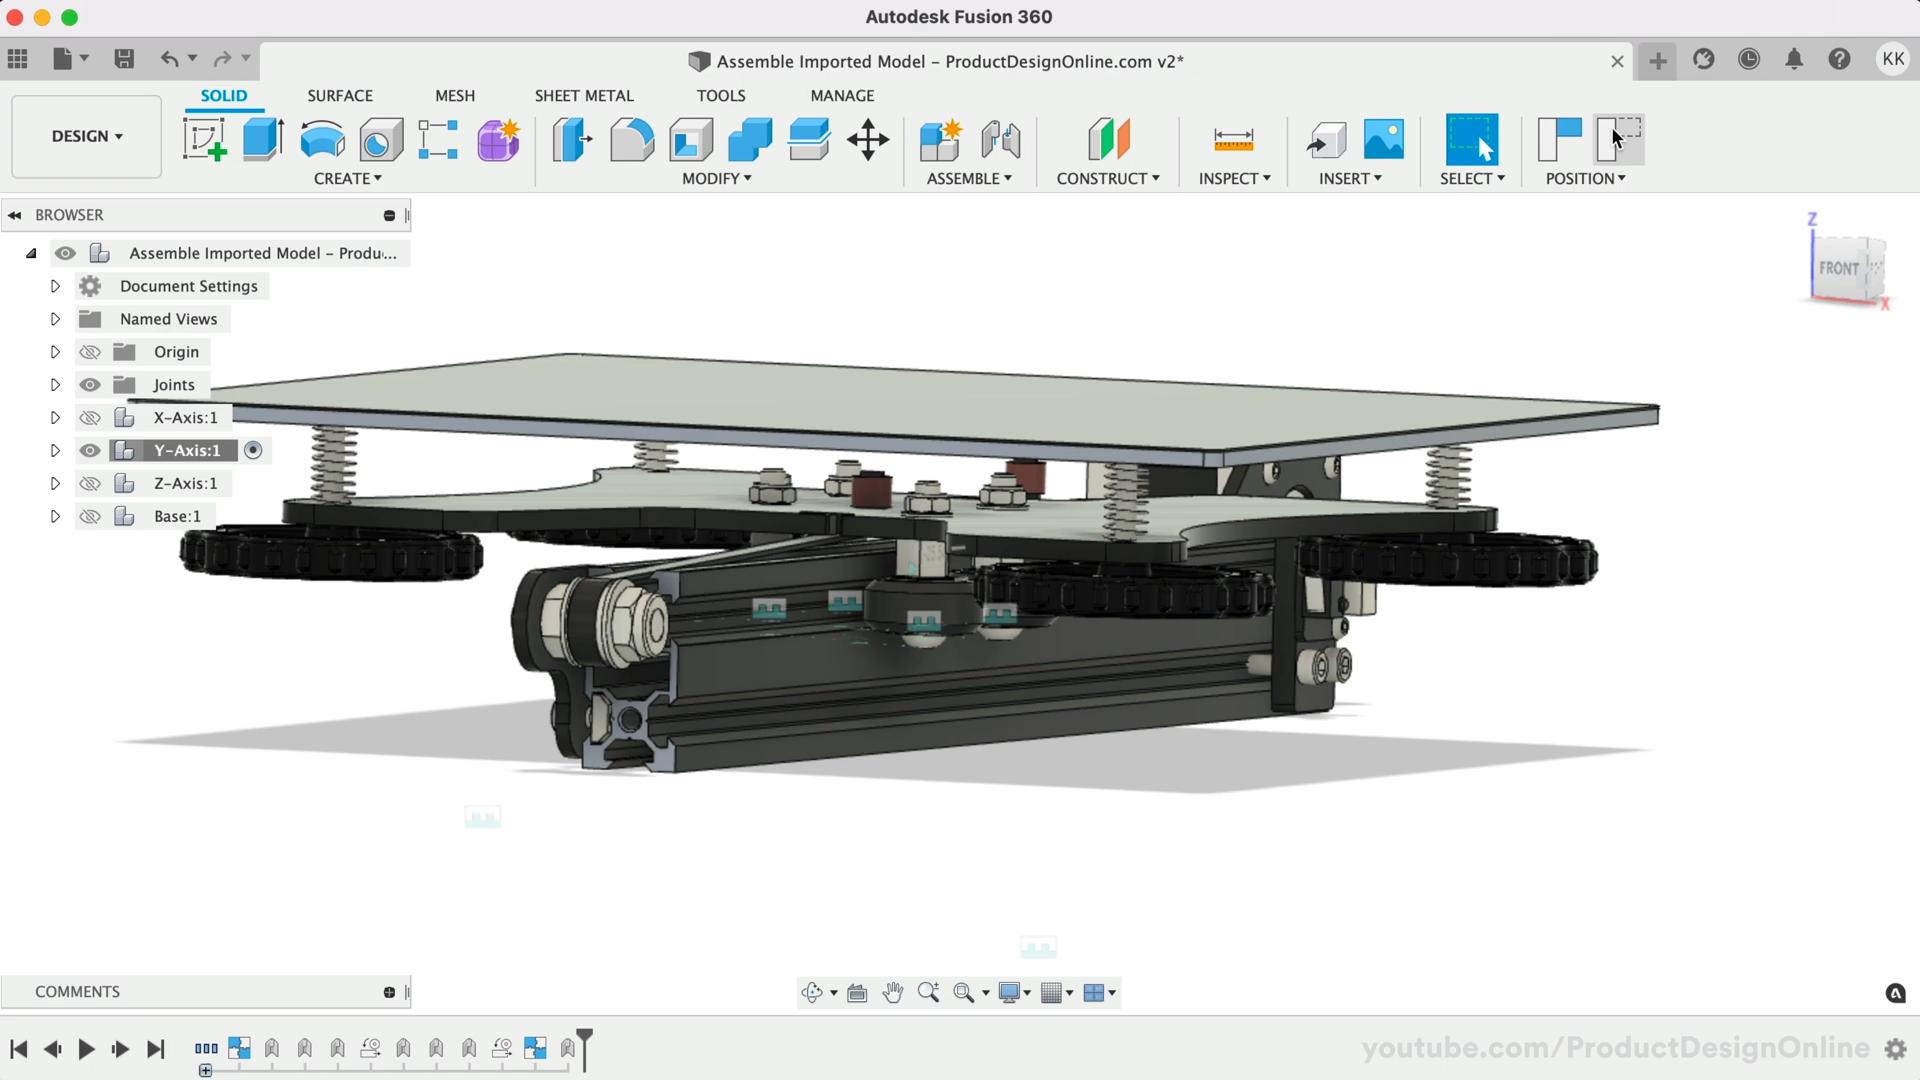 Autodesk Fusion 360
Assemble Imported Model – ProductDesignOnline.com v2*
KK
SOLID SURFACE MESH SHEET METAL TOOLS MANAGE
DESIGN
CREATE MODIFY ASSEMBLE CONSTRUCT INSPECT INSERT SELECT POSITION
BROWSER
Assemble Imported Model – Produ...
Document Settings
Named Views
Origin
Joints
X-Axis:1
Y-Axis:1
Z-Axis:1
Base:1
Z
FRONT
X
COMMENTS
youtube.com/ProductDesignOnline